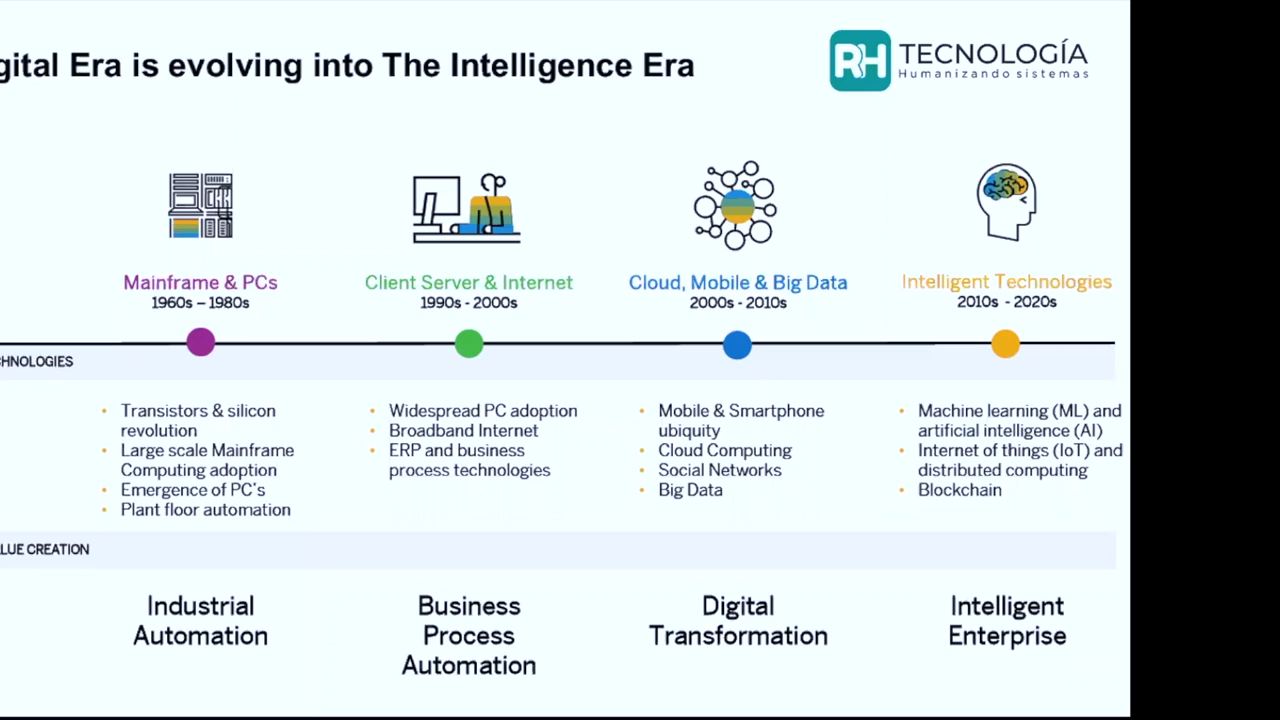 gital Era is evolving into The Intelligence Era
RH TECNOLOGÍA
Humanizando sistemas
Mainframe & PCs
1960s – 1980s
Client Server & Internet
1990s - 2000s
Cloud, Mobile & Big Data
2000s - 2010s
Intelligent Technologies
2010s - 2020s
CHNOLOGIES
• Transistors & silicon
revolution
• Large scale Mainframe
Computing adoption
• Emergence of PC's
• Plant floor automation
• Widespread PC adoption
• Broadband Internet
• ERP and business
process technologies
• Mobile & Smartphone
ubiquity
• Cloud Computing
• Social Networks
• Big Data
• Machine learning (ML) and
artificial intelligence (AI)
• Internet of things (IoT) and
distributed computing
• Blockchain
ALUE CREATION
Industrial
Automation
Business
Process
Automation
Digital
Transformation
Intelligent
Enterprise